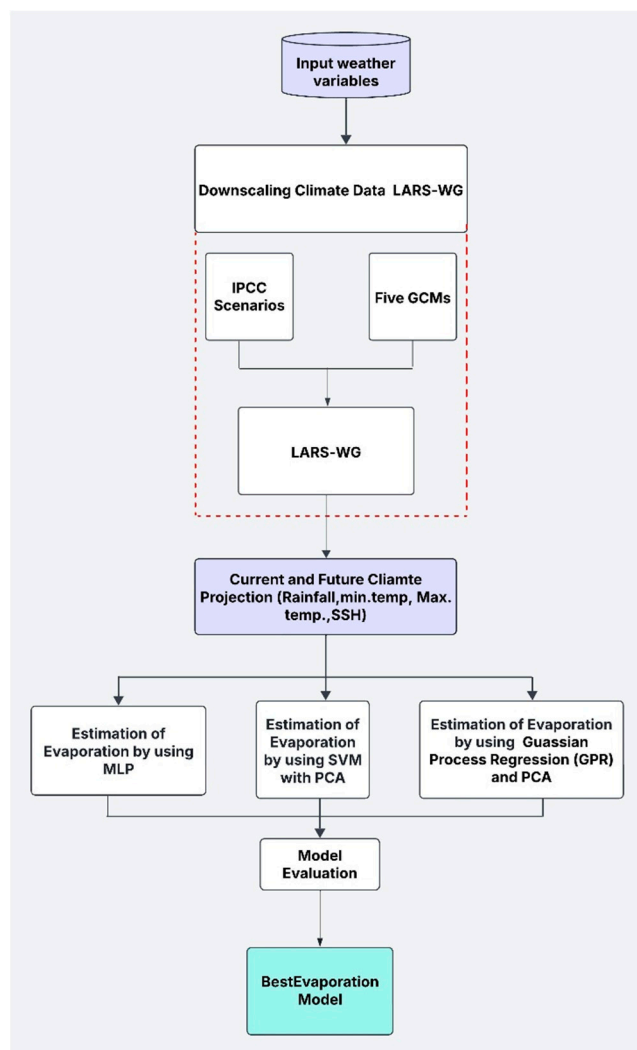 Input weather
variables
Downscaling Climate Data LARS-WG
IPCC
Scenarios
Five GCMs
LARS-WG
Current and Future Cliamte
Projection (Rainfall,min.temp, Max.
temp.,SSH)
Estimation of
Evaporation by using
MLP
Estimation of
Evaporation
by using SVM
with PCA
Estimation of Evaporation
by using Guassian
Process Regression (GPR)
and PCA
Model
Evaluation
BestEvaporation
Model